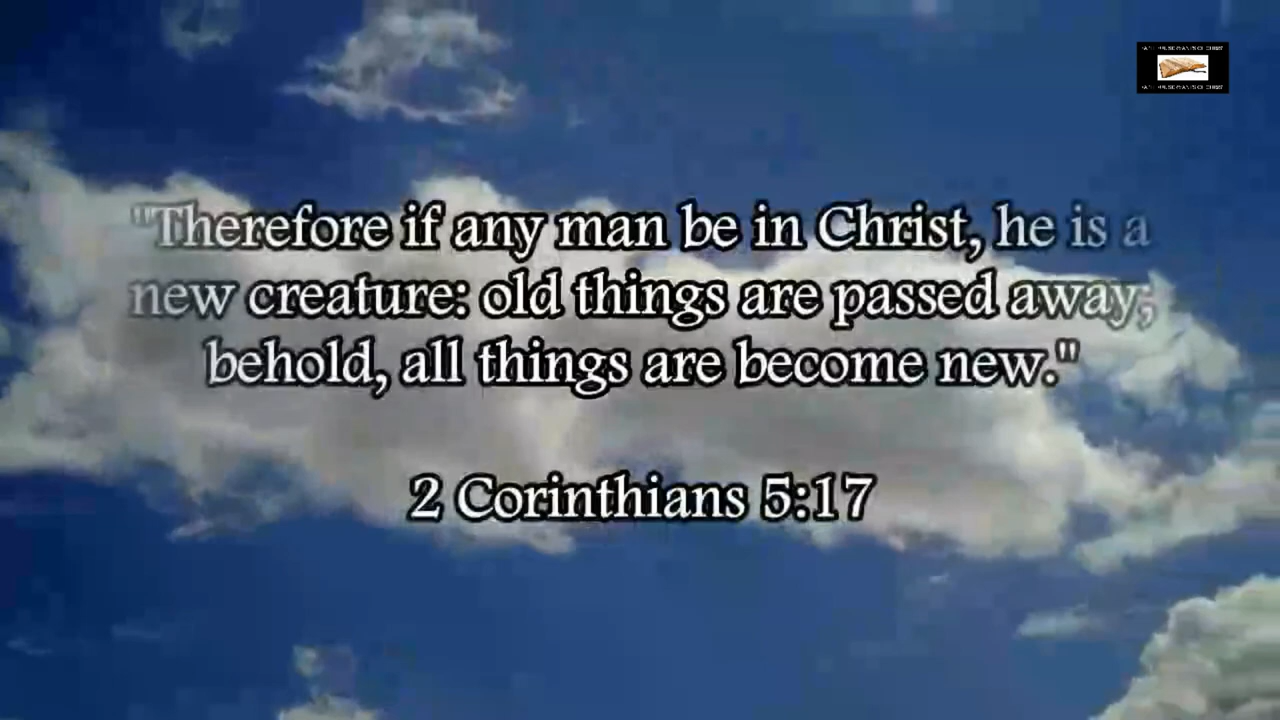 "Therefore if any man be in Christ, he is a
new creature: old things are passed away;
behold, all things are become new."
2 Corinthians 5:17